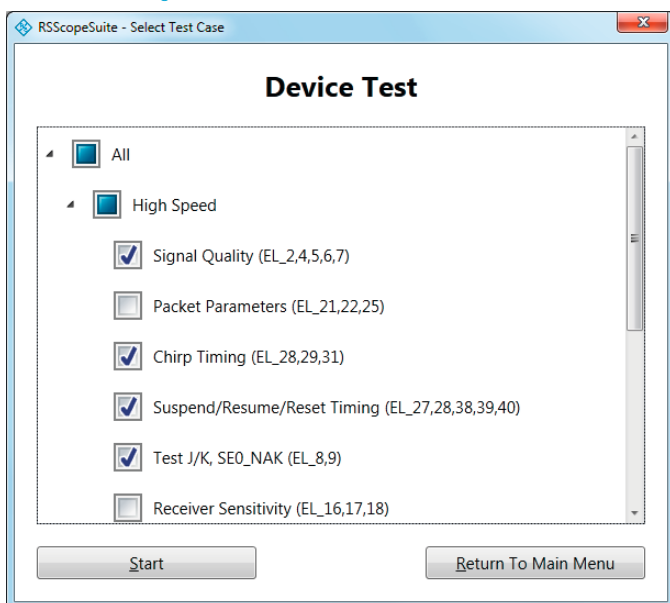 RSScopeSuite - Select Test Case
Device Test
All
High Speed
Signal Quality (EL_2,4,5,6,7)
Packet Parameters (EL_21,22,25)
Chirp Timing (EL_28,29,31)
Suspend/Resume/Reset Timing (EL_27,28,38,39,40)
Test J/K, SE0_NAK (EL_8,9)
Receiver Sensitivity (EL_16,17,18)
Start
Return To Main Menu